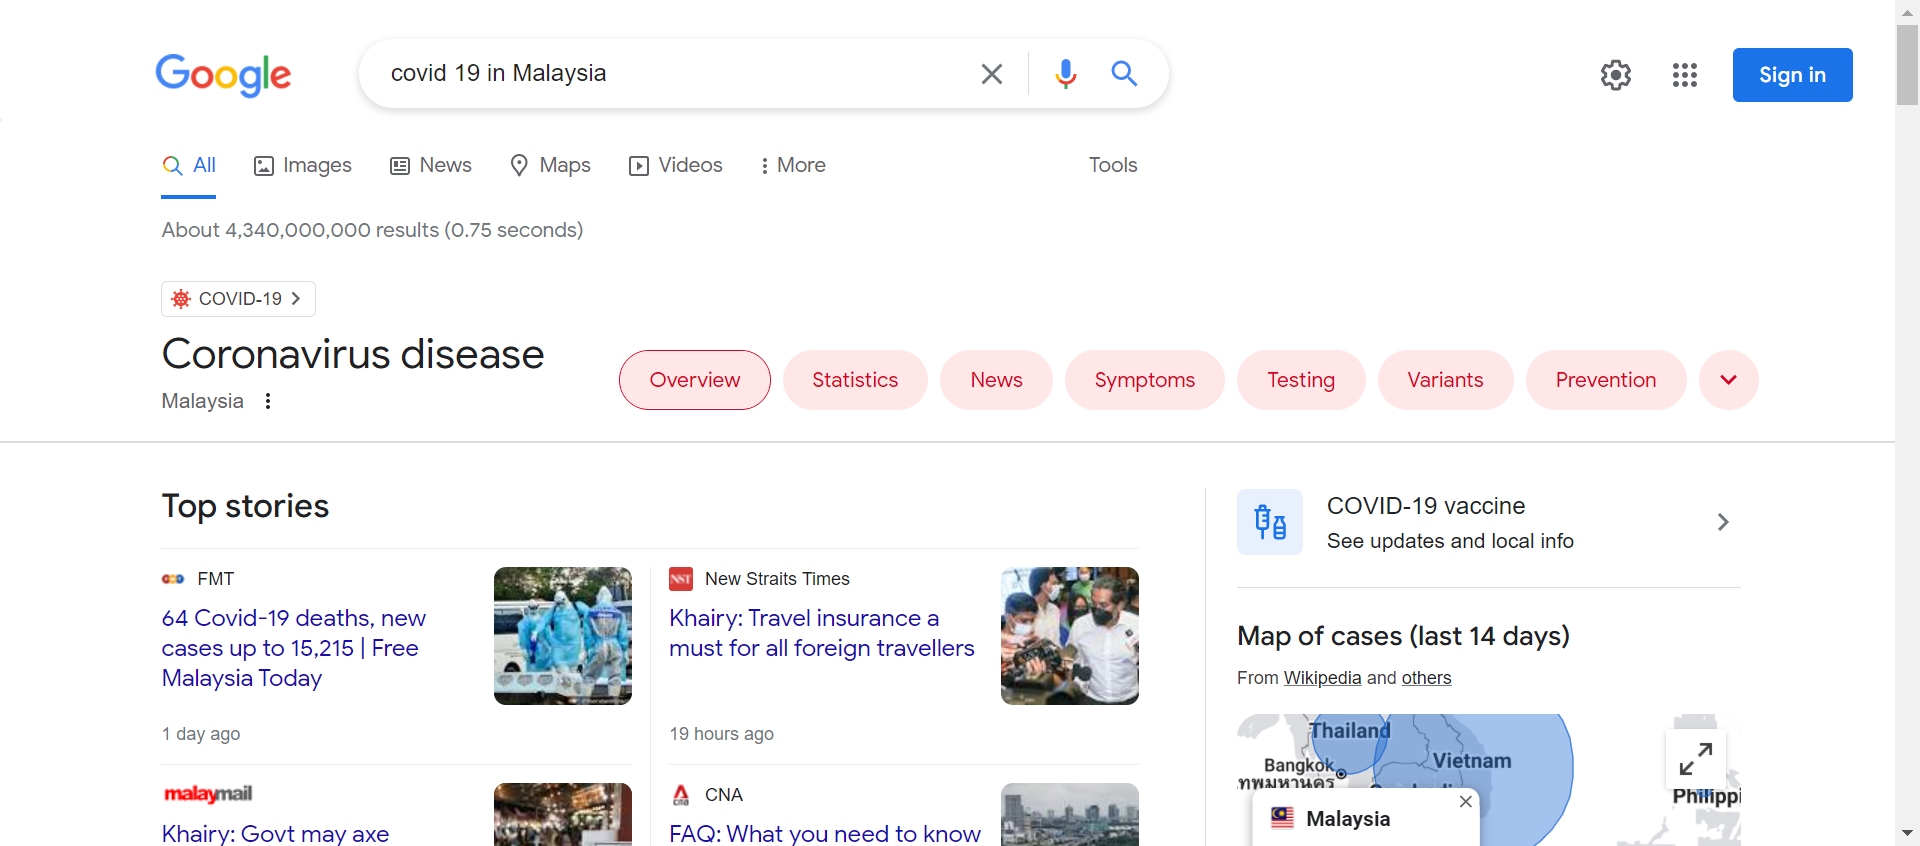 Google
covid 19 in Malaysia
Sign in
All
Images
News
Maps
Videos
More
Tools
About 4,340,000,000 results (0.75 seconds)
COVID-19
Coronavirus disease
Malaysia
Overview
Statistics
News
Symptoms
Testing
Variants
Prevention
Top stories
FMT
64 Covid-19 deaths, new
cases up to 15,215 | Free
Malaysia Today
1 day ago
NST
New Straits Times
Khairy: Travel insurance a
must for all foreign travellers
19 hours ago
malaymail
Khairy: Govt may axe
cna
CNA
FAQ: What you need to know
COVID-19 vaccine
See updates and local info
Map of cases (last 14 days)
From Wikipedia and others
Thailand
Bangkok
Vietnam
Malaysia